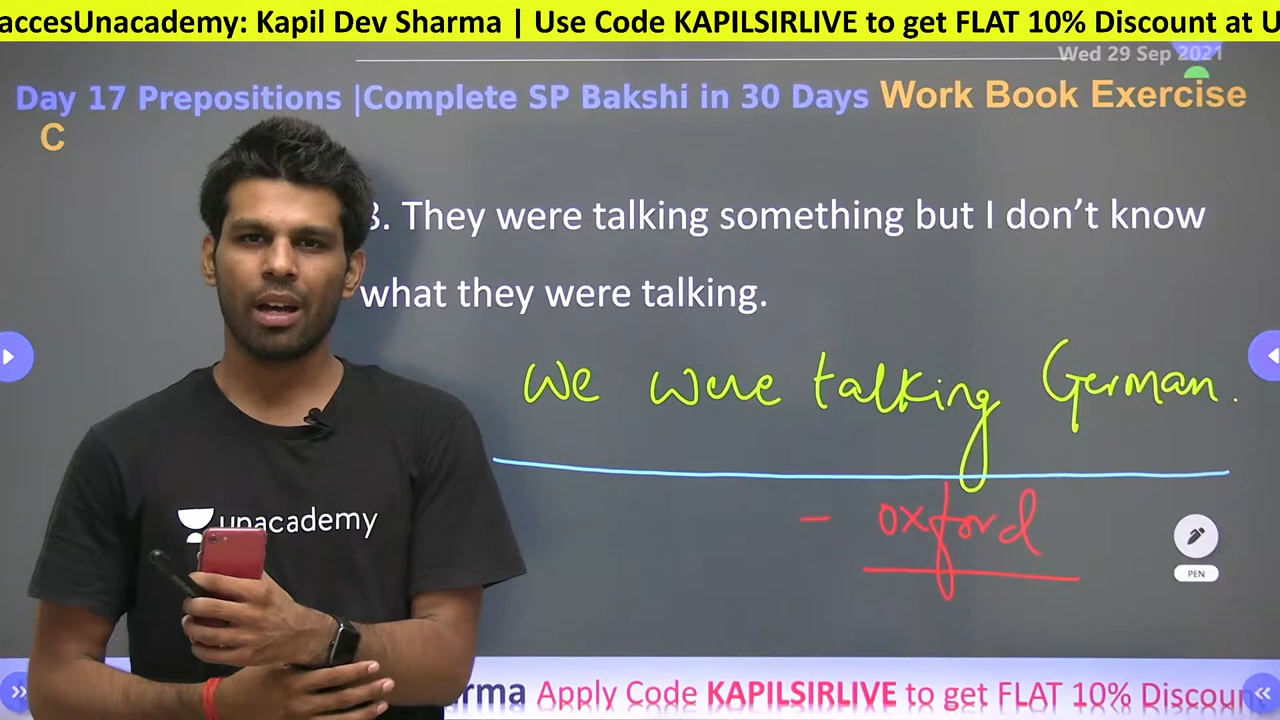 accesUnacademy: Kapil Dev Sharma | Use Code KAPILSIRLIVE to get FLAT 10% Discount at U
Wed 29 Sep 2021
Day 17 Prepositions |Complete SP Bakshi in 30 Days Work Book Exercise
C
3. They were talking something but I don't know
what they were talking.
We were talking German.
- oxford
unacademy
PEN
rma Apply Code KAPILSIRLIVE to get FLAT 10% Discoun